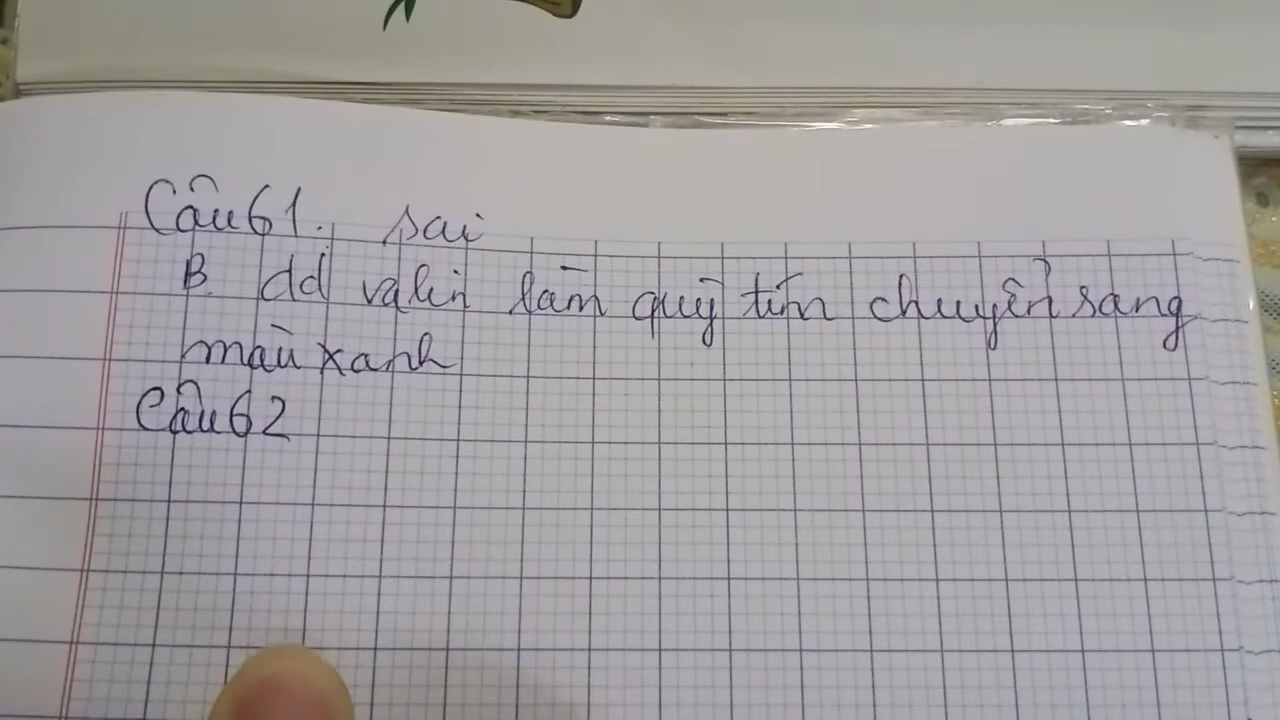 Câu 61. sai
B. dd valin làm quỳ tím chuyển sang
màu xanh
Câu 62